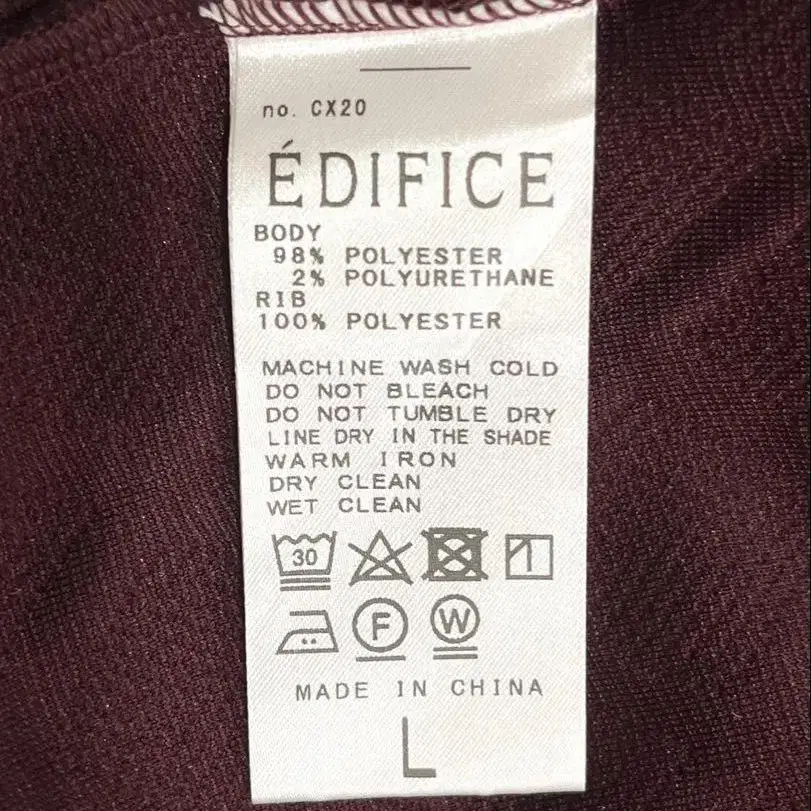 no. CX20
ÉDIFICE
BODY
98% POLYESTER
2% POLYURETHANE
RIB
100% POLYESTER
MACHINE WASH COLD
DO NOT BLEACH
DO NOT TUMBLE DRY
LINE DRY IN THE SHADE
WARM IRON
DRY CLEAN
WET CLEAN
30
F W
MADE IN CHINA
L